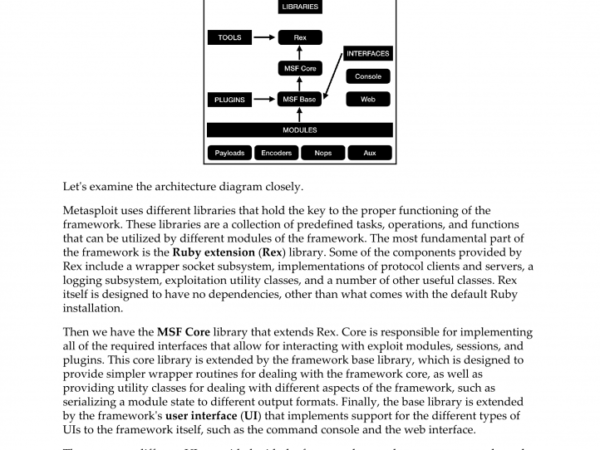 LIBRARIES
TOOLS
Rex
INTERFACES
MSF Core
Console
PLUGINS
MSF Base
Web
MODULES
Payloads
Encoders
Nops
Aux
Let's examine the architecture diagram closely.
Metasploit uses different libraries that hold the key to the proper functioning of the
framework. These libraries are a collection of predefined tasks, operations, and functions
that can be utilized by different modules of the framework. The most fundamental part of
the framework is the Ruby extension (Rex) library. Some of the components provided by
Rex include a wrapper socket subsystem, implementations of protocol clients and servers, a
logging subsystem, exploitation utility classes, and a number of other useful classes. Rex
itself is designed to have no dependencies, other than what comes with the default Ruby
installation.
Then we have the MSF Core library that extends Rex. Core is responsible for implementing
all of the required interfaces that allow for interacting with exploit modules, sessions, and
plugins. This core library is extended by the framework base library, which is designed to
provide simpler wrapper routines for dealing with the framework core, as well as
providing utility classes for dealing with different aspects of the framework, such as
serializing a module state to different output formats. Finally, the base library is extended
by the framework's user interface (UI) that implements support for the different types of
UIs to the framework itself, such as the command console and the web interface.